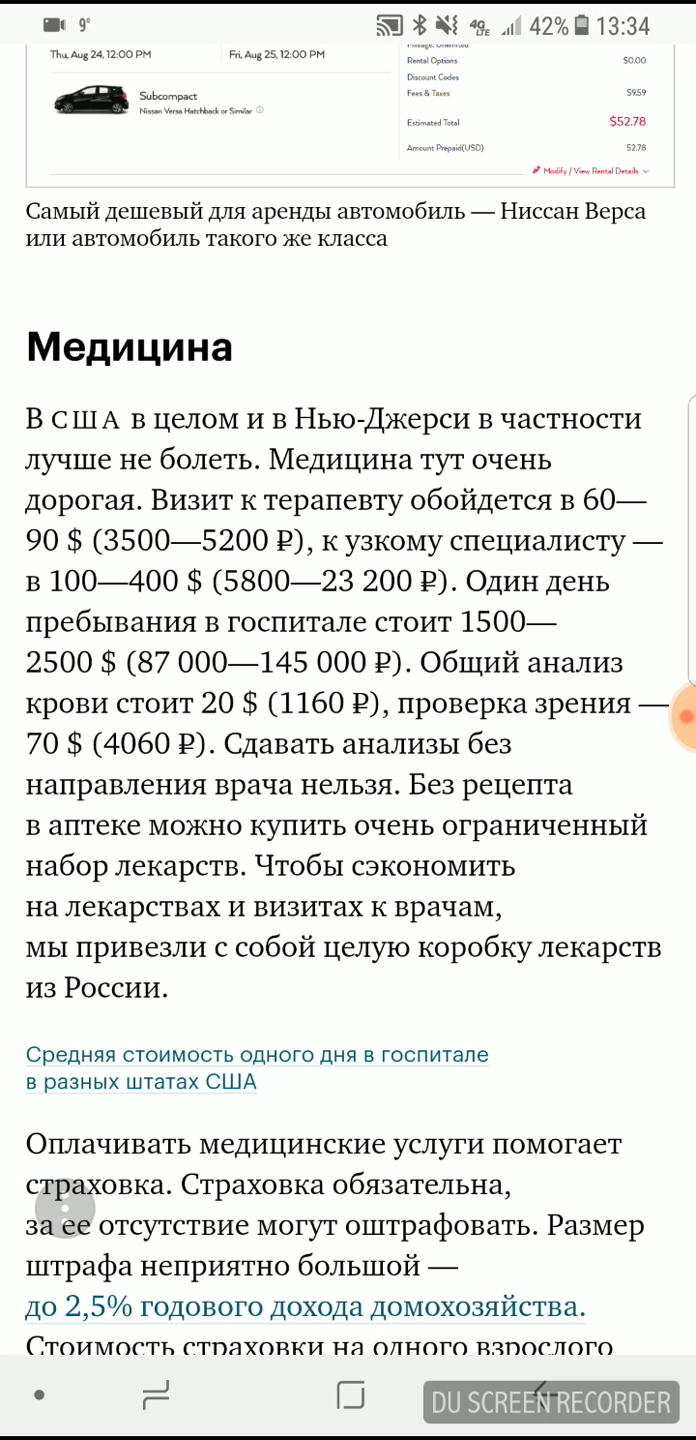 9°
4G LTE 42% 13:34
Thu, Aug 24, 12:00 PM
Fri, Aug 25, 12:00 PM
Mileage: Unlimited
Rental Options $0.00
Discount Codes
Subcompact
Fees & Taxes $9.59
Nissan Versa Hatchback or Similar
Estimated Total $52.78
Amount Prepaid(USD) 52.78
Modify / View Rental Details
Самый дешевый для аренды автомобиль — Ниссан Верса
или автомобиль такого же класса
Медицина
В США в целом и в Нью-Джерси в частности
лучше не болеть. Медицина тут очень
дорогая. Визит к терапевту обойдется в 60—
90 $ (3500—5200 ₽), к узкому специалисту —
в 100—400 $ (5800—23 200 ₽). Один день
пребывания в госпитале стоит 1500—
2500 $ (87 000—145 000 ₽). Общий анализ
крови стоит 20 $ (1160 ₽), проверка зрения —
70 $ (4060 ₽). Сдавать анализы без
направления врача нельзя. Без рецепта
в аптеке можно купить очень ограниченный
набор лекарств. Чтобы сэкономить
на лекарствах и визитах к врачам,
мы привезли с собой целую коробку лекарств
из России.
Средняя стоимость одного дня в госпитале
в разных штатах США
Оплачивать медицинские услуги помогает
страховка. Страховка обязательна,
за ее отсутствие могут оштрафовать. Размер
штрафа неприятно большой —
до 2,5% годового дохода домохозяйства.
Стоимость страховки на одного взрослого
DU SCREEN RECORDER